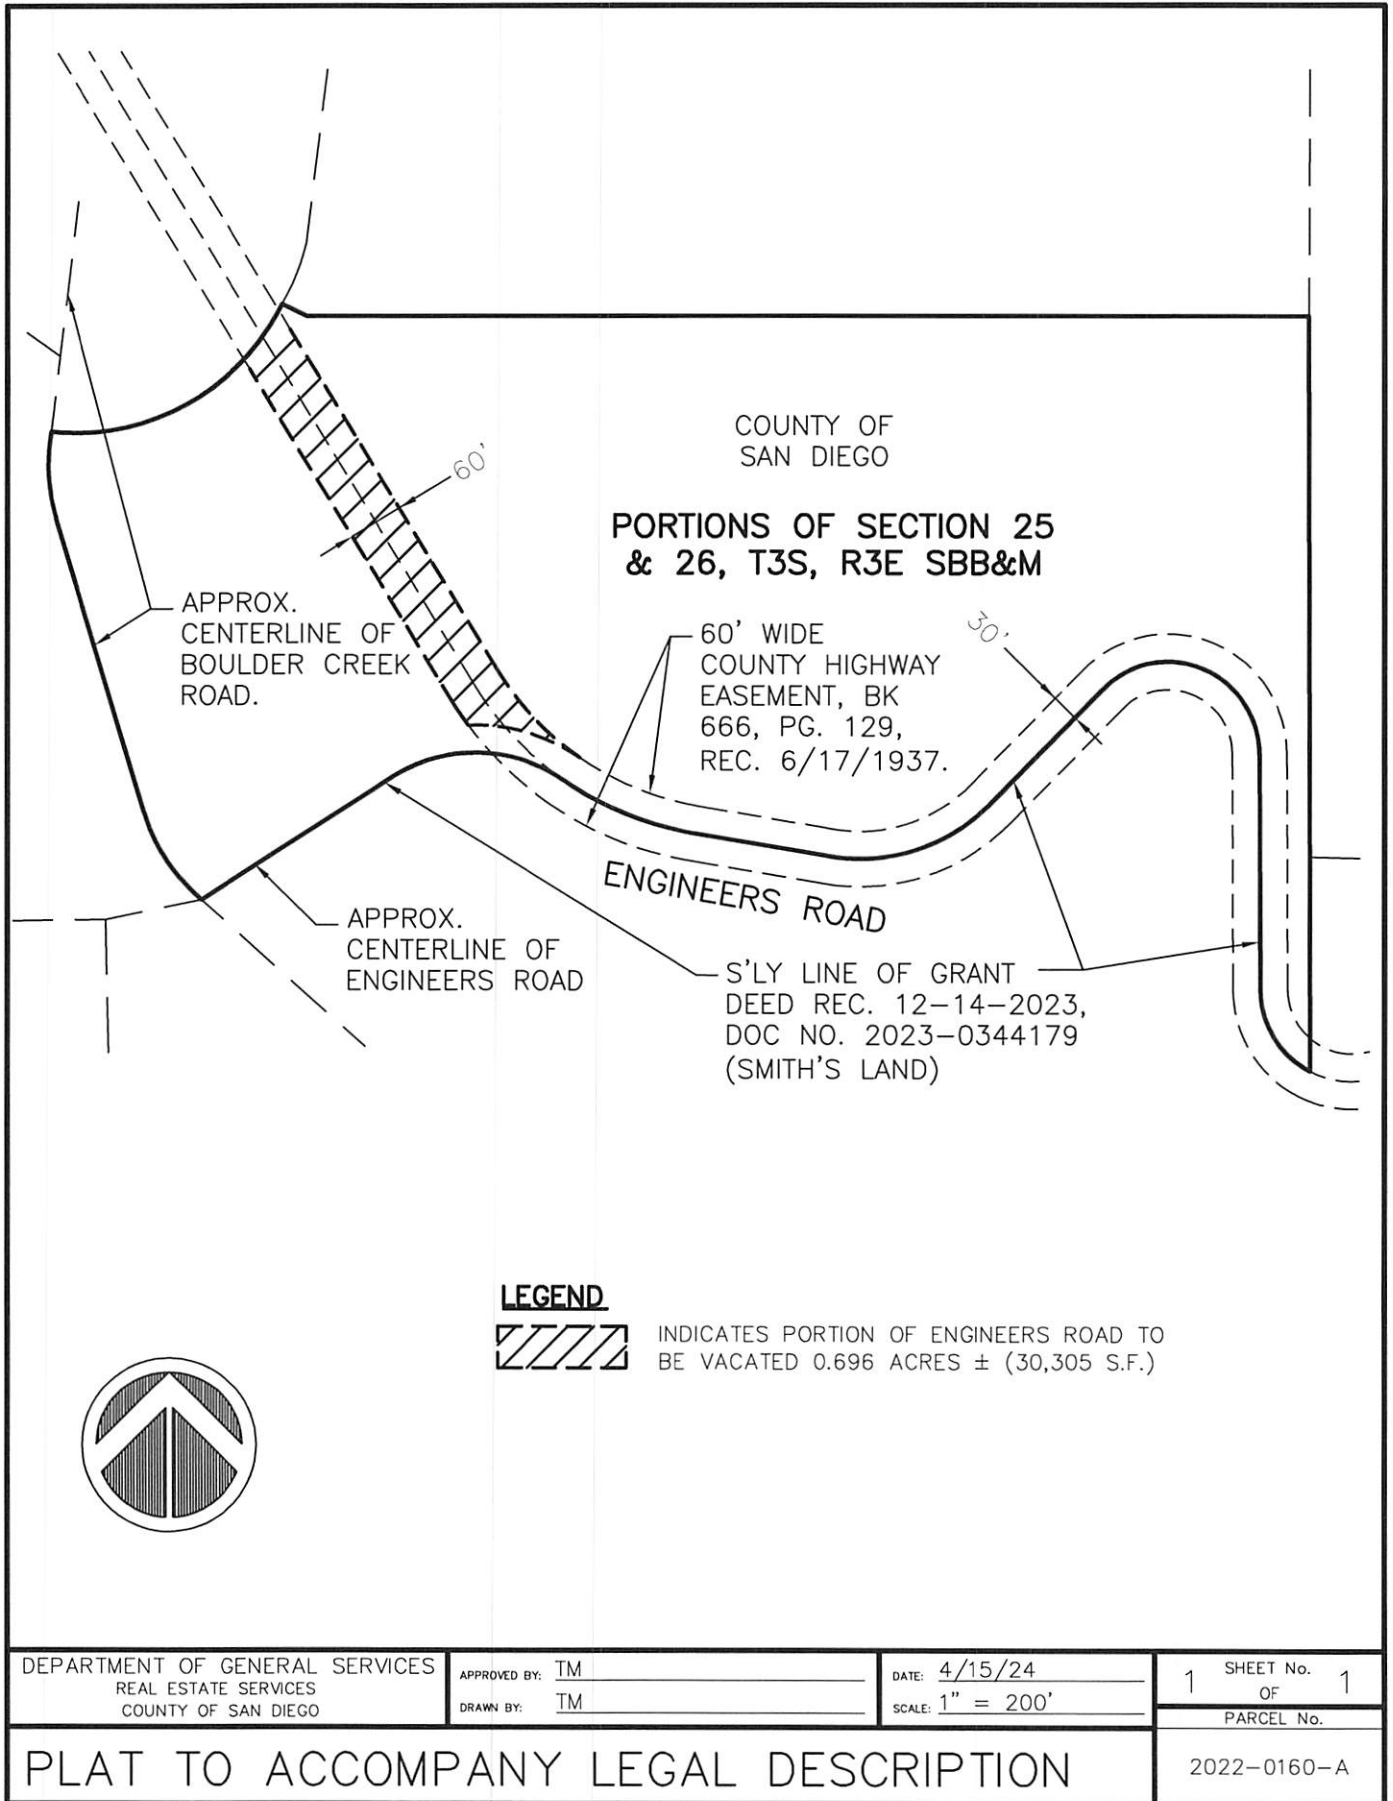 COUNTY OF
SAN DIEGO
60'
PORTIONS OF SECTION 25
& 26, T3S, R3E SBB&M
APPROX.
CENTERLINE OF
BOULDER CREEK
ROAD.
60' WIDE
COUNTY HIGHWAY
EASEMENT, BK
666, PG. 129,
REC. 6/17/1937.
30'
ENGINEERS ROAD
APPROX.
CENTERLINE OF
ENGINEERS ROAD
S'LY LINE OF GRANT
DEED REC. 12-14-2023,
DOC NO. 2023-0344179
(SMITH'S LAND)
LEGEND
INDICATES PORTION OF ENGINEERS ROAD TO
BE VACATED 0.696 ACRES ± (30,305 S.F.)
DEPARTMENT OF GENERAL SERVICES
REAL ESTATE SERVICES
COUNTY OF SAN DIEGO
APPROVED BY: TM
DRAWN BY: TM
DATE: 4/15/24
SCALE: 1" = 200'
1 SHEET No. 1
OF
PARCEL No.
2022-0160-A
PLAT TO ACCOMPANY LEGAL DESCRIPTION